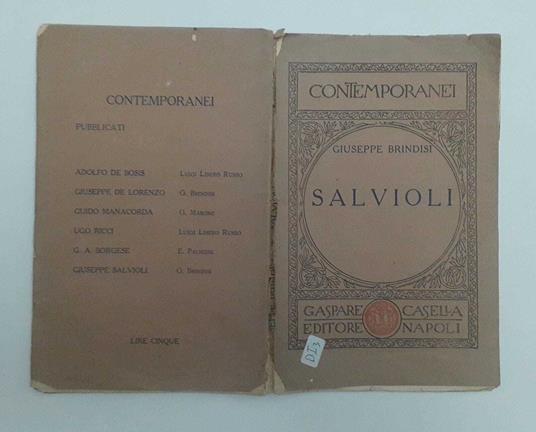 CONTEMPORANEI
PUBBLICATI
ADOLFO DE BOSIS Luigi Libero Russo
GIUSEPPE DE LORENZO G. Brindisi
GUIDO MANACORDA G. Marone
UGO RICCI Luigi Libero Russo
G. A. BORGESE E. Palmieri
GIUSEPPE SALVIOLI G. Brindisi
LIRE CINQUE
CONTEMPORANEI
GIUSEPPE BRINDISI
SALVIOLI
GASPARE CASELLA
EDITORE NAPOLI
DI3